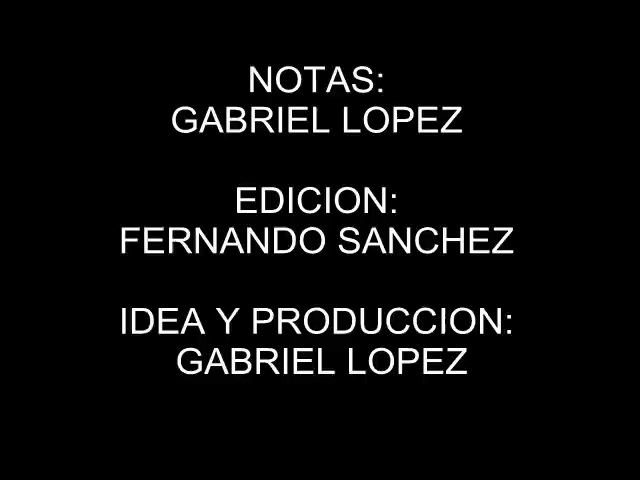 NOTAS:
GABRIEL LOPEZ
EDICION:
FERNANDO SANCHEZ
IDEA Y PRODUCCION:
GABRIEL LOPEZ